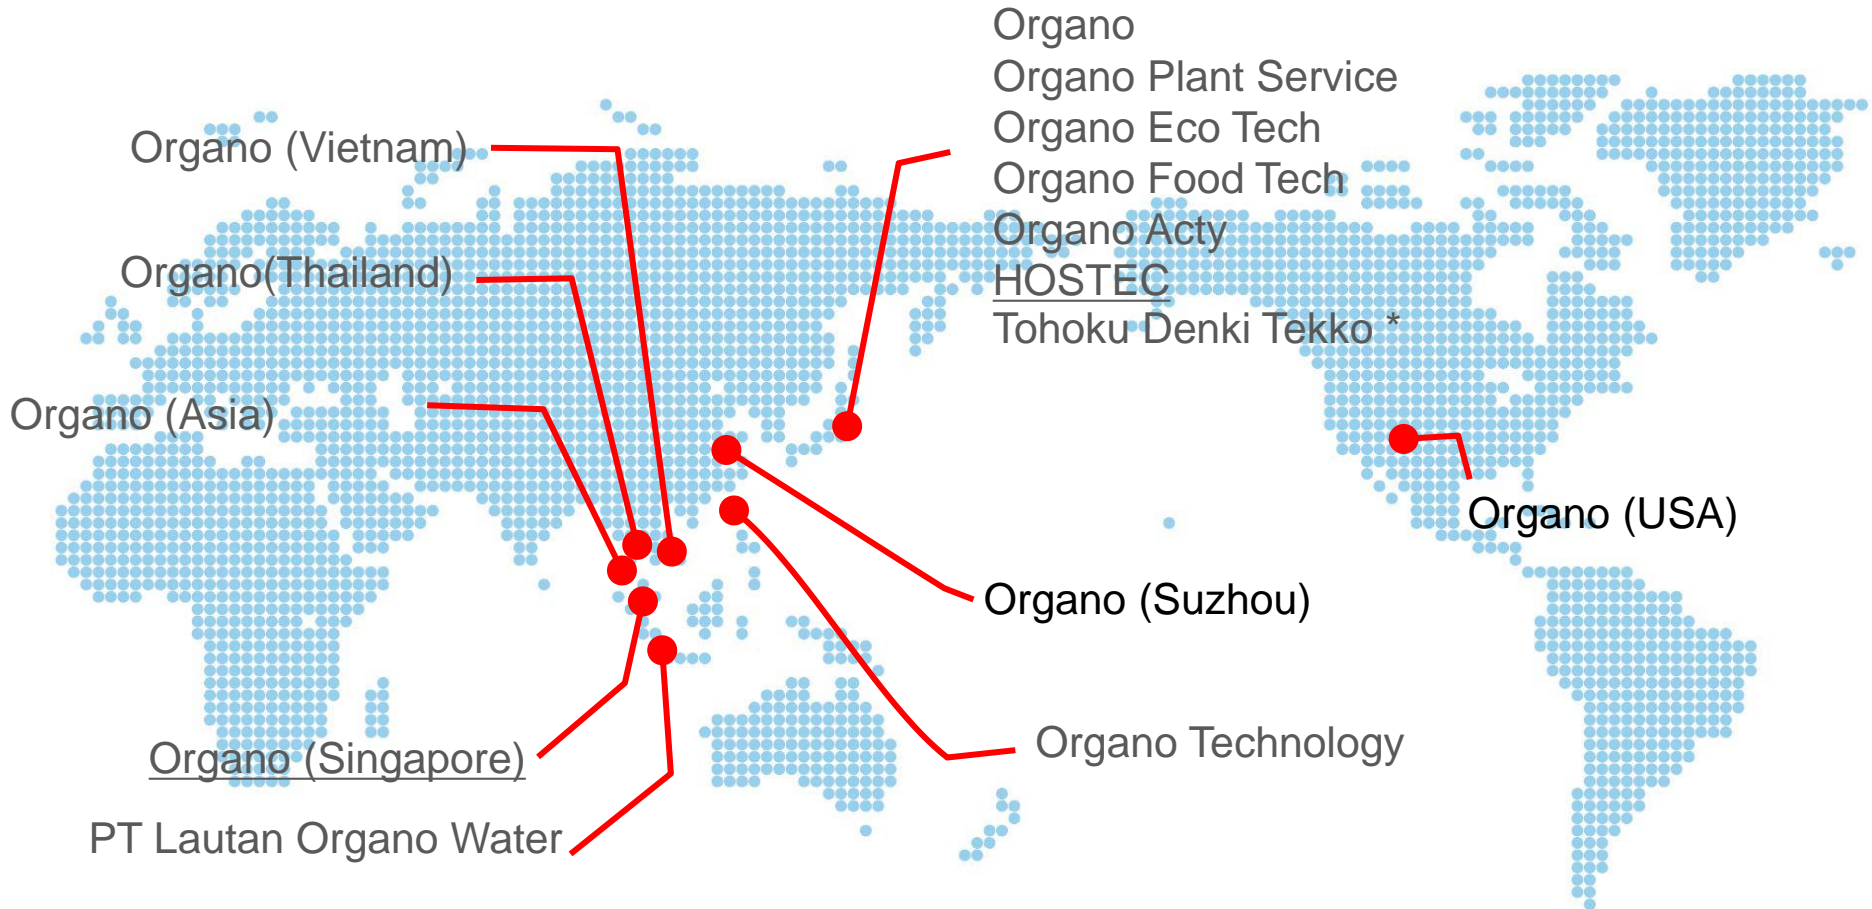 Organo
Organo Plant Service
Organo Eco Tech
Organo Food Tech
Organo Acty
HOSTEC
Tohoku Denki Tekko *
Organo (Vietnam)
Organo(Thailand)
Organo (Asia)
Organo (USA)
Organo (Suzhou)
Organo Technology
Organo (Singapore)
PT Lautan Organo Water